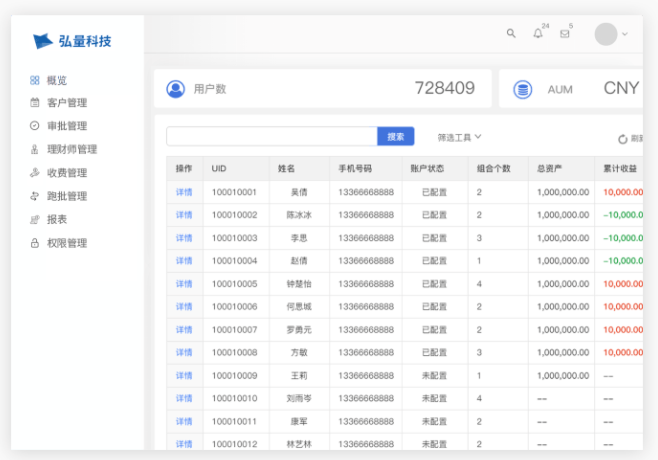 弘量科技
24
5
概览
客户管理
审批管理
理财师管理
收费管理
跑批管理
报表
权限管理
用户数 728409
AUM CNY
搜索 筛选工具
操作 UID 姓名 手机号码 账户状态 组合个数 总资产 累计收益
详情 100010001 吴倩 13366668888 已配置 2 1,000,000.00 10,000.00
详情 100010002 陈冰冰 13366668888 已配置 2 1,000,000.00 -10,000.0
详情 100010003 李思 13366668888 已配置 3 1,000,000.00 -10,000.0
详情 100010004 赵倩 13366668888 已配置 1 1,000,000.00 -10,000.0
详情 100010005 钟楚怡 13366668888 已配置 4 1,000,000.00 10,000.00
详情 100010006 何思城 13366668888 已配置 2 1,000,000.00 10,000.00
详情 100010007 罗勇元 13366668888 已配置 2 1,000,000.00 10,000.00
详情 100010008 方敏 13366668888 已配置 3 1,000,000.00 10,000.00
详情 100010009 王莉 13366668888 未配置 1 1,000,000.00 --
详情 100010010 刘雨岑 13366668888 未配置 4 -- --
详情 100010011 康军 13366668888 未配置 2 -- --
详情 100010012 林艺林 13366668888 未配置 2 -- --